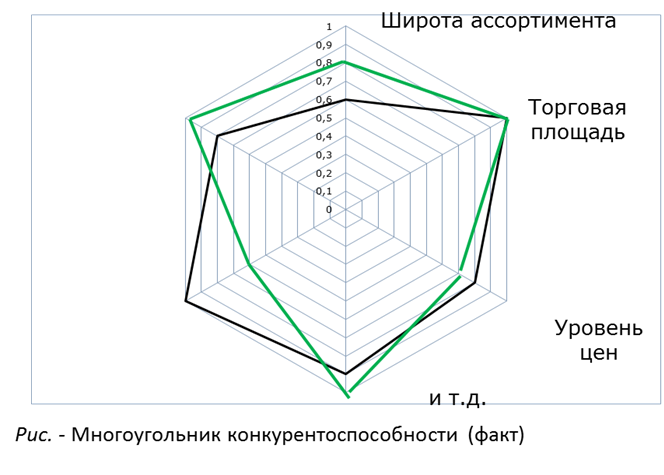 Широта ассортимента
1
0,9
0,8
0,7
0,6
0,5
0,4
0,3
0,2
0,1
0
Торговая
площадь
Уровень
цен
и т.д.
Рис. - Многоугольник конкурентоспособности (факт)